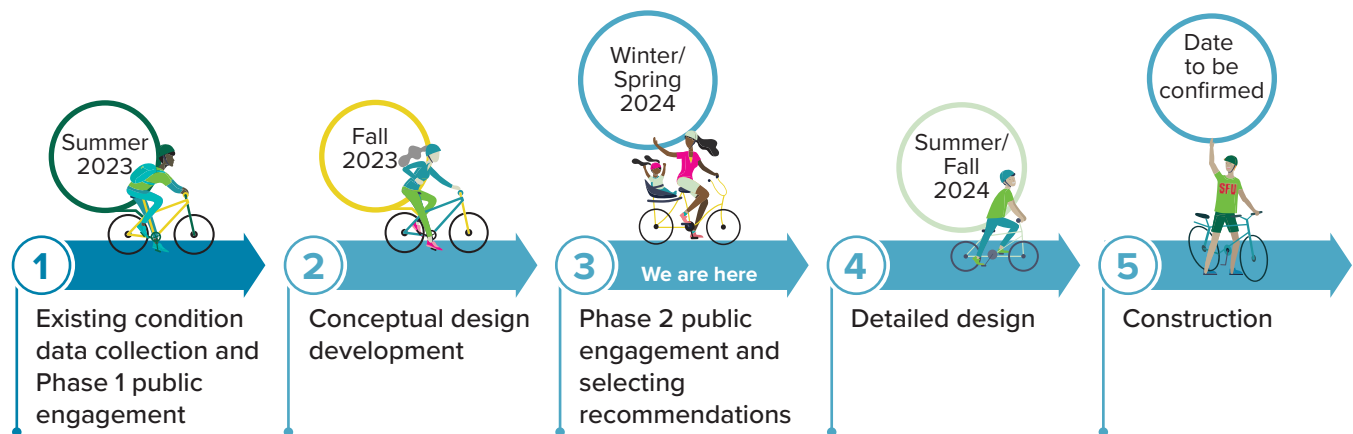 Summer
2023
1
Existing condition
data collection and
Phase 1 public
engagement
Fall
2023
2
Conceptual design
development
Winter/
Spring
2024
3
We are here
Phase 2 public
engagement and
selecting
recommendations
Summer/
Fall
2024
4
Detailed design
Date
to be
confirmed
SFU
5
Construction